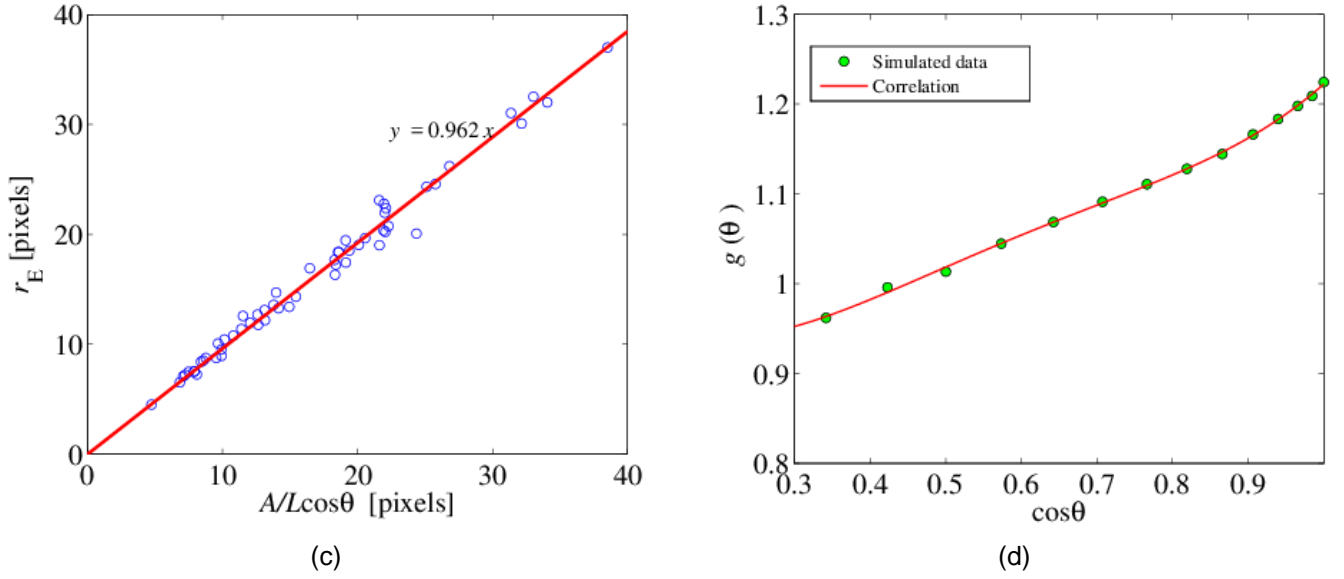 40
30
20
10
0
0 10 20 30 40
r_E [pixels]
y = 0.962 x
A/Lcosθ [pixels]
(c)
1.3
1.2
1.1
1
0.9
0.8
0.3 0.4 0.5 0.6 0.7 0.8 0.9
g (θ )
Simulated data
Correlation
cosθ
(d)